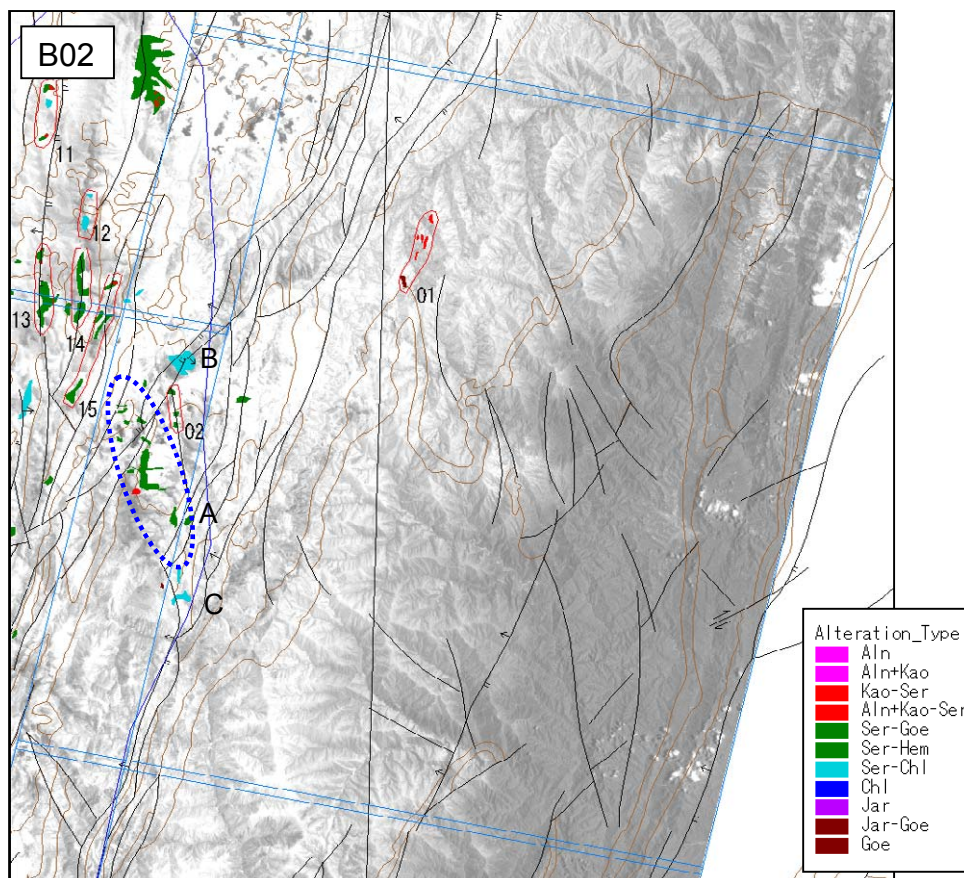 B02
11
12
01
13
14
B
15
02
A
C
Alteration_Type
Aln
Aln+Kao
Kao-Ser
Aln+Kao-Ser
Ser-Goe
Ser-Hem
Ser-Chl
Chl
Jar
Jar-Goe
Goe